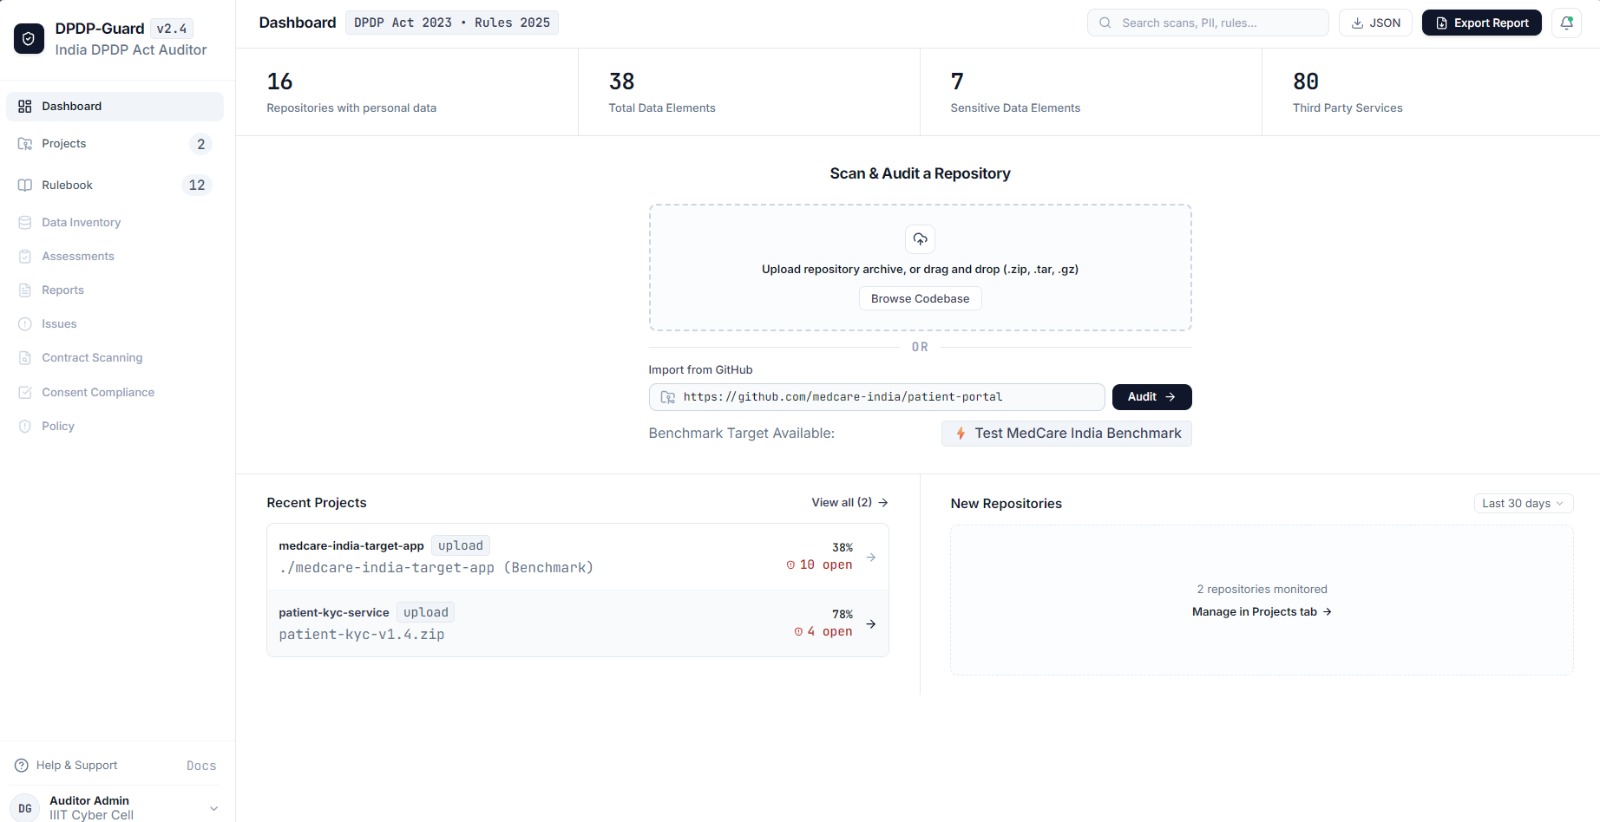 DPDP-Guard v2.4
India DPDP Act Auditor
Dashboard
Projects 2
Rulebook 12
Data Inventory
Assessments
Reports
Issues
Contract Scanning
Consent Compliance
Policy
Help & Support Docs
DG
Auditor Admin
IIIT Cyber Cell
Dashboard DPDP Act 2023 • Rules 2025
Search scans, PII, rules...
JSON
Export Report
16
Repositories with personal data
38
Total Data Elements
7
Sensitive Data Elements
80
Third Party Services
Scan & Audit a Repository
Upload repository archive, or drag and drop (.zip, .tar, .gz)
Browse Codebase
OR
Import from GitHub
https://github.com/medcare-india/patient-portal
Audit →
Benchmark Target Available:
Test MedCare India Benchmark
Recent Projects
View all (2) →
medcare-india-target-app upload
./medcare-india-target-app (Benchmark)
38%
10 open
→
patient-kyc-service upload
patient-kyc-v1.4.zip
78%
4 open
→
New Repositories
Last 30 days
2 repositories monitored
Manage in Projects tab →